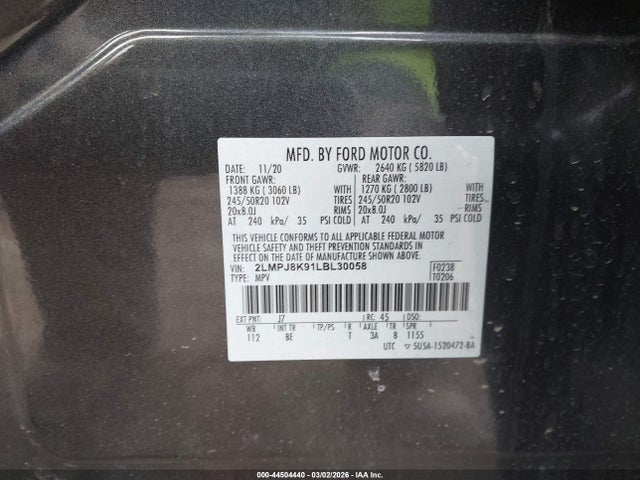 MFD. BY FORD MOTOR CO.
DATE: 11/20 GVWR: 2640 KG ( 5820 LB)
FRONT GAWR: REAR GAWR:
1388 KG ( 3060 LB) WITH 1270 KG ( 2800 LB) WITH
245/50R20 102V TIRES 245/50R20 102V TIRES
20x8.0J RIMS 20x8.0J RIMS
AT 240 kPa/ 35 PSI COLD AT 240 kPa/ 35 PSI COLD
THIS VEHICLE CONFORMS TO ALL APPLICABLE FEDERAL MOTOR
VEHICLE SAFETY AND THEFT PREVENTION STANDARDS IN
EFFECT ON THE DATE OF MANUFACTURE SHOWN ABOVE.
VIN: 2LMPJ8K91LBL30058 F0238
TYPE: MPV T0206
EXT PNT: J7 RC: 45 DSO:
WB INT TR TP/PS R AXLE TR SPR
112 BE T 3A 8 1155
UTC ▽ 5U5A-1520472-BA
000-44504440 | 03/02/2026 | IAA Inc.